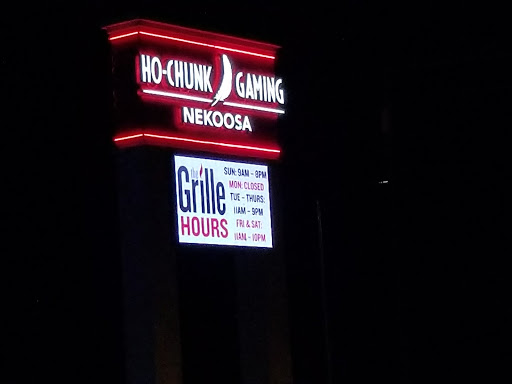 HO-CHUNK GAMING
NEKOOSA
the
Grille
HOURS
SUN: 9AM - 8PM
MON: CLOSED
TUE - THURS:
11AM - 9PM
FRI & SAT:
11AM - 10PM